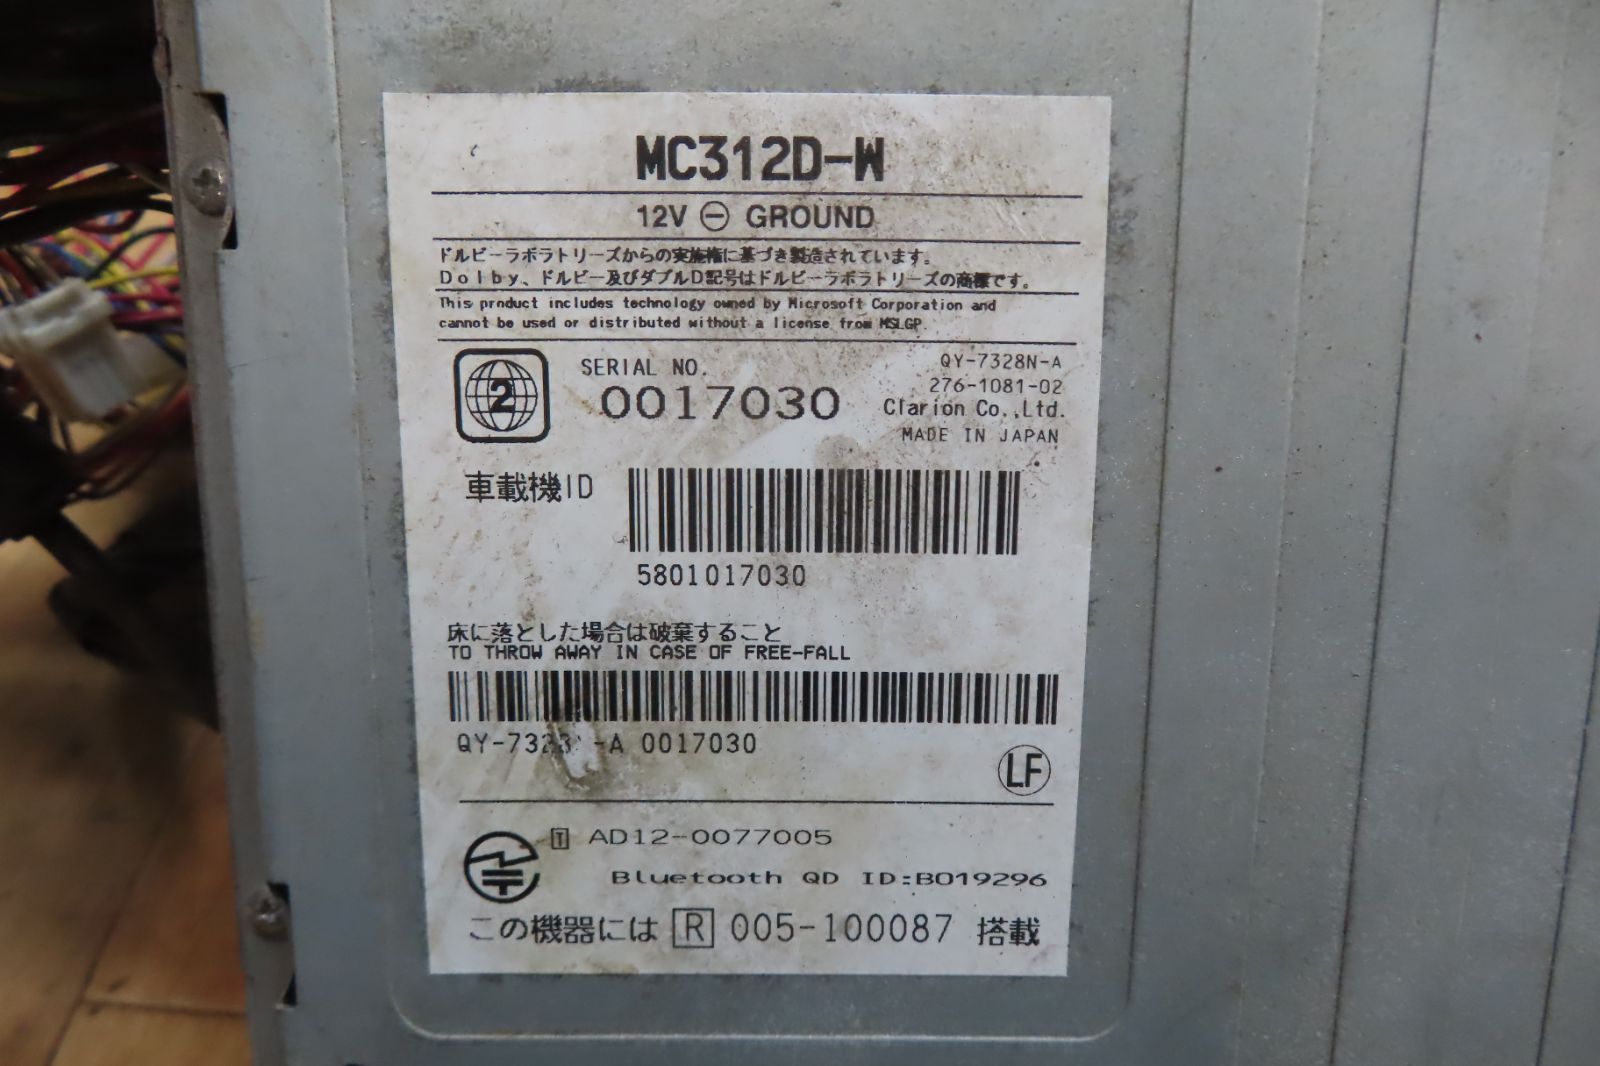 MC312D-W
12V ⊖ GROUND
ドルビーラボラトリーズからの実施権に基づき製造されています。
Dolby、ドルビー及びダブルD記号はドルビーラボラトリーズの商標です。
This product includes technology owned by Microsoft Corporation and
cannot be used or distributed without a license from MSLGP.
2
SERIAL NO.
0017030
QY-7328N-A
276-1081-02
Clarion Co.,Ltd.
MADE IN JAPAN
車載機ID
5801017030
床に落とした場合は破棄すること
TO THROW AWAY IN CASE OF FREE-FALL
0017030
LF
T AD12-0077005
Bluetooth QD ID:B019296
この機器には R 005-100087 搭載